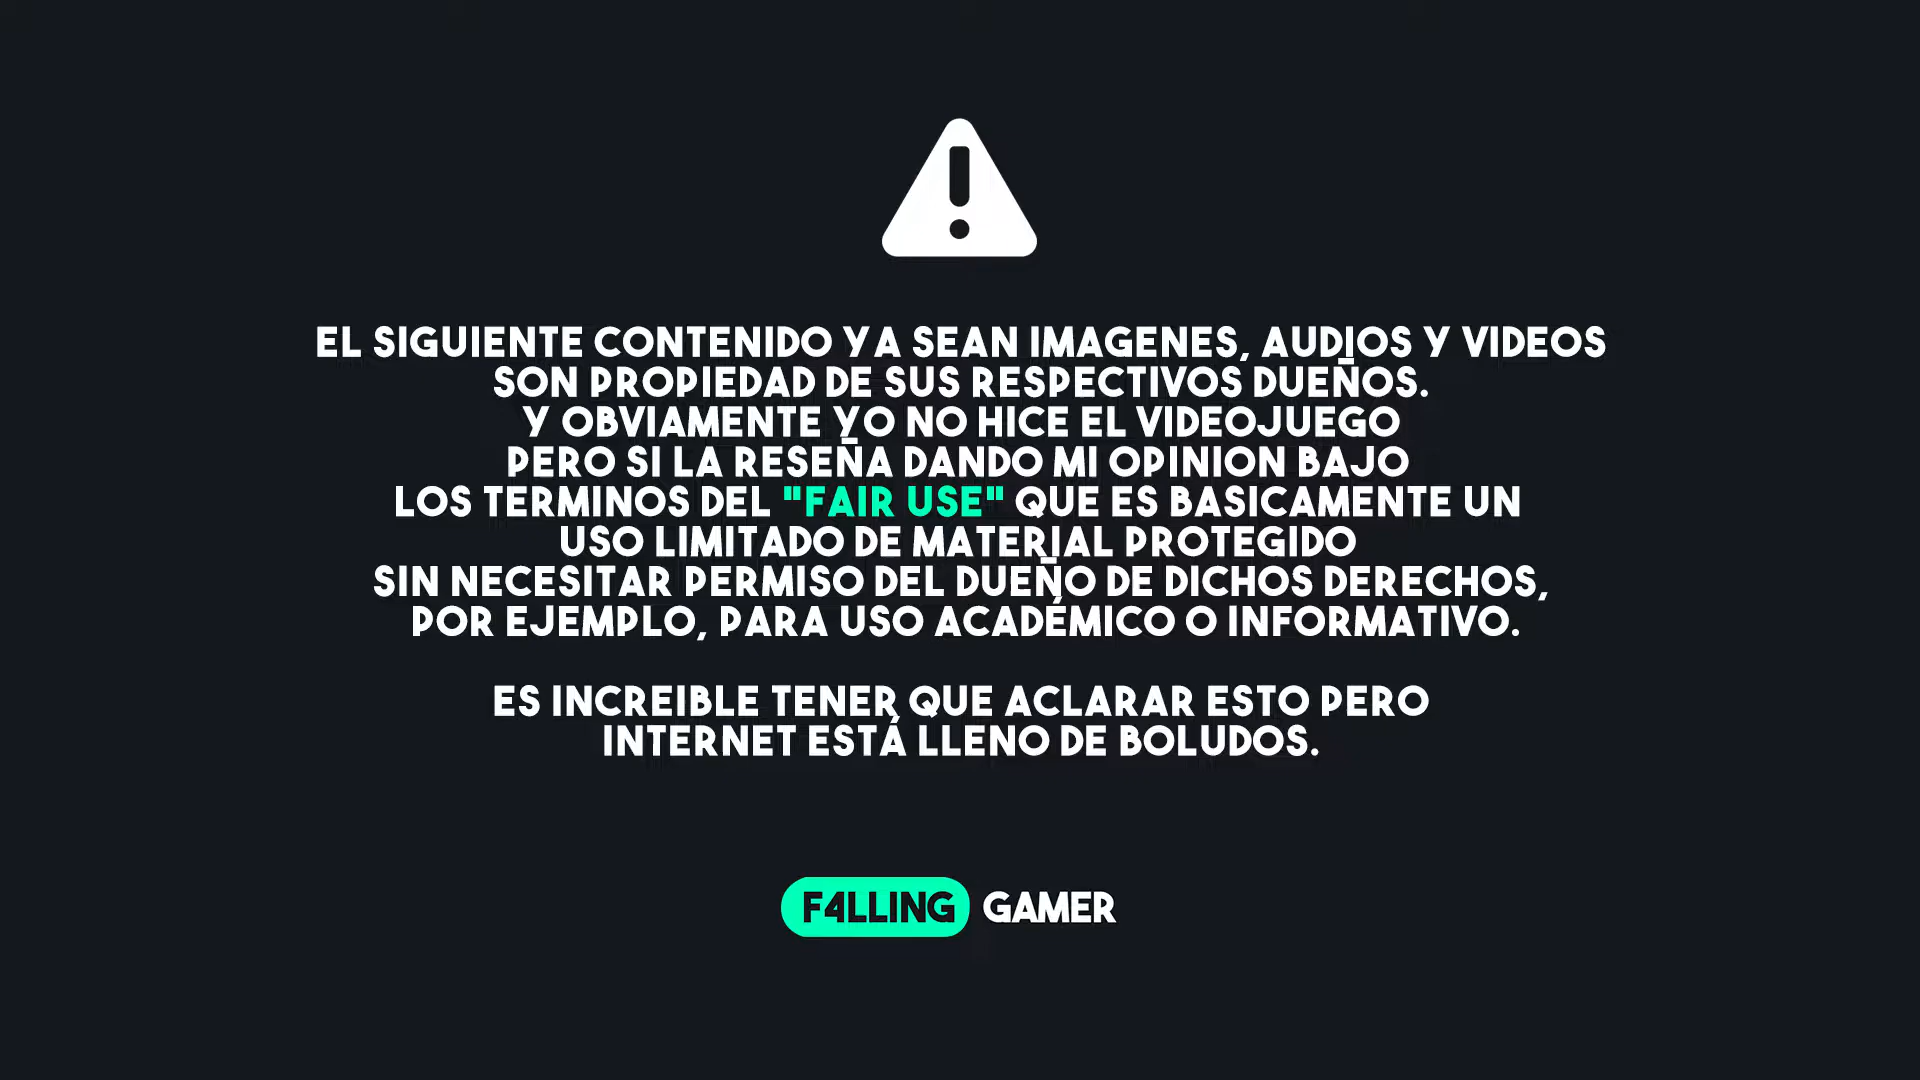 EL SIGUIENTE CONTENIDO YA SEAN IMAGENES, AUDIOS Y VIDEOS
SON PROPIEDAD DE SUS RESPECTIVOS DUEÑOS.
Y OBVIAMENTE YO NO HICE EL VIDEOJUEGO
PERO SI LA RESEÑA DANDO MI OPINION BAJO
LOS TERMINOS DEL "FAIR USE" QUE ES BASICAMENTE UN
USO LIMITADO DE MATERIAL PROTEGIDO
SIN NECESITAR PERMISO DEL DUEÑO DE DICHOS DERECHOS,
POR EJEMPLO, PARA USO ACADÉMICO O INFORMATIVO.
ES INCREIBLE TENER QUE ACLARAR ESTO PERO
INTERNET ESTÁ LLENO DE BOLUDOS.
F4LLING GAMER